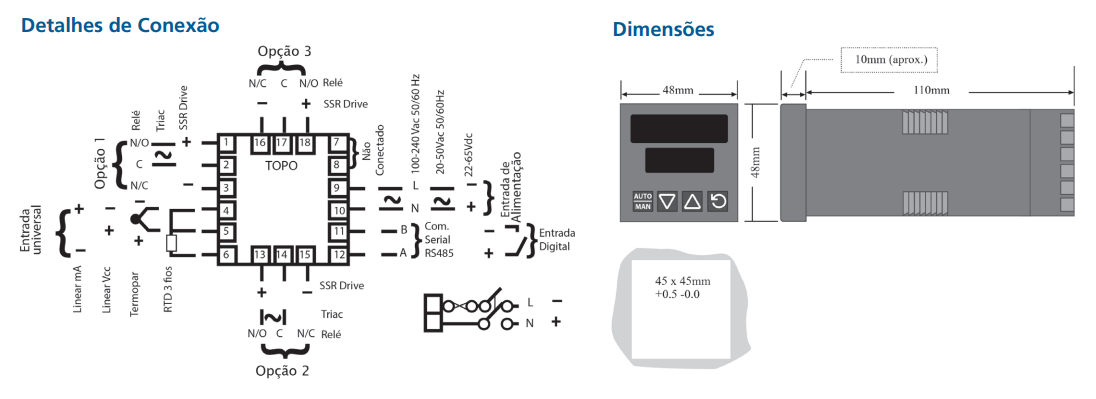 Detalhes de Conexão
Opção 3
N/C C N/O Relé
− + SSR Drive
Opção 1
Relé
Triac
SSR Drive
N/O
C
N/C
+
−
16 17 18
TOPO
1
2
3
4
5
6
7
8
9
10
11
12
13 14 15
Não
Conectado
100-240 Vac 50/60 Hz
20-50Vac 50/60Hz
22-65Vdc
L −
N +
Entrada de
Alimentação
B
A
Com.
Serial
RS485
−
+
Entrada
Digital
Entrada
universal
+ − −
+
− +
Linear mA
Linear Vcc
Termopar
RTD 3 fios
+ − SSR Drive
Triac
N/O C N/C Relé
Opção 2
L −
N +
Dimensões
10mm (aprox.)
48mm
110mm
48mm
AUTO
MAN
45 x 45mm
+0.5 -0.0